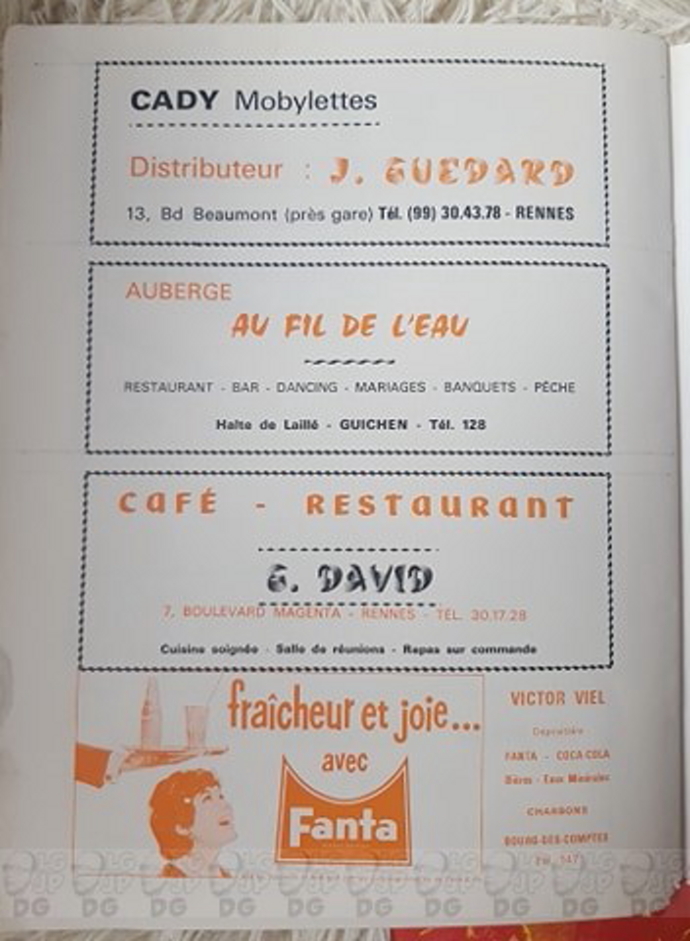 CADY Mobylettes
Distributeur : J. GUEDARD
13, Bd Beaumont (près gare) Tél. (99) 30.43.78 - RENNES
AUBERGE
AU FIL DE L'EAU
RESTAURANT - BAR - DANCING - MARIAGES - BANQUETS - PÊCHE
Halte de Laillé - GUICHEN - Tél. 128
CAFÉ - RESTAURANT
G. DAVID
7, BOULEVARD MAGENTA - RENNES - TÉL. 30.17.28
Cuisine soignée - Salle de réunions - Repas sur commande
fraîcheur et joie...
avec
Fanta
VICTOR VIEL
Dépositaire
FANTA - COCA-COLA
Bières - Eaux Minérales
CHARBONS
BOURG-DES-COMPTES